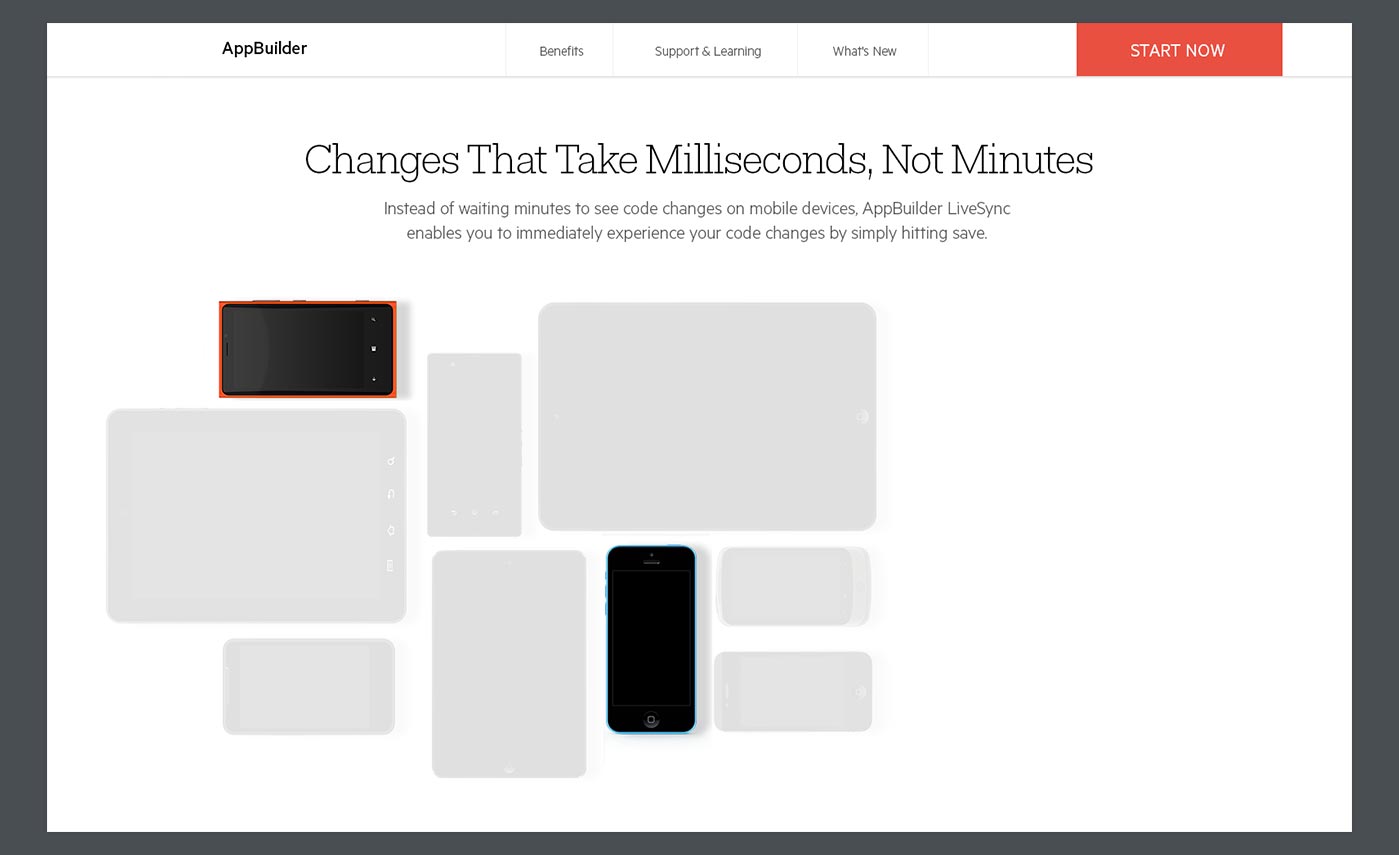 AppBuilder
Benefits
Support & Learning
What's New
START NOW
Changes That Take Milliseconds, Not Minutes
Instead of waiting minutes to see code changes on mobile devices, AppBuilder LiveSync
enables you to immediately experience your code changes by simply hitting save.